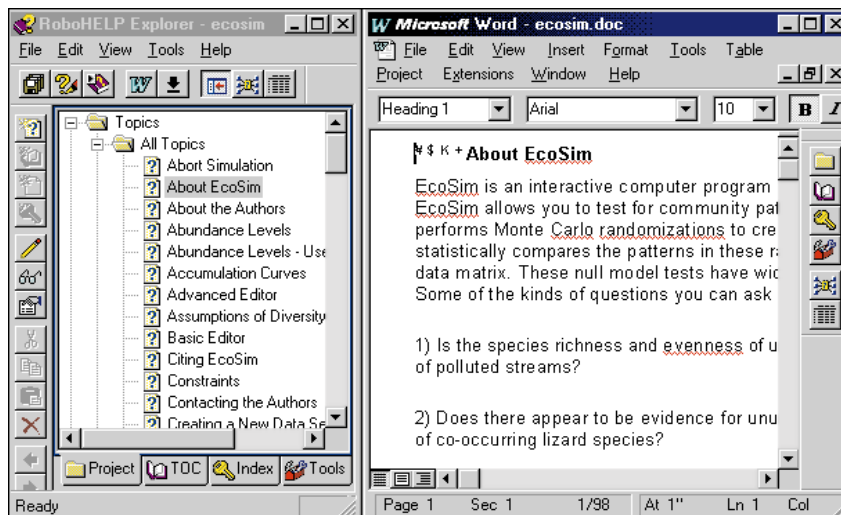 RoboHELP Explorer - ecosim
File Edit View Tools Help
Topics
All Topics
Abort Simulation
About EcoSim
About the Authors
Abundance Levels
Abundance Levels - Use
Accumulation Curves
Advanced Editor
Assumptions of Diversity
Basic Editor
Citing EcoSim
Constraints
Contacting the Authors
Creating a New Data Se
Project TOC Index Tools
Ready
Microsoft Word - ecosim.doc
File Edit View Insert Format Tools Table
Project Extensions Window Help
Heading 1 Arial 10 B I
$ K + About EcoSim
EcoSim is an interactive computer program
EcoSim allows you to test for community pat
performs Monte Carlo randomizations to cre
statistically compares the patterns in these r
data matrix. These null model tests have wid
Some of the kinds of questions you can ask
1) Is the species richness and evenness of u
of polluted streams?
2) Does there appear to be evidence for unu
of co-occurring lizard species?
Page 1 Sec 1 1/98 At 1" Ln 1 Col